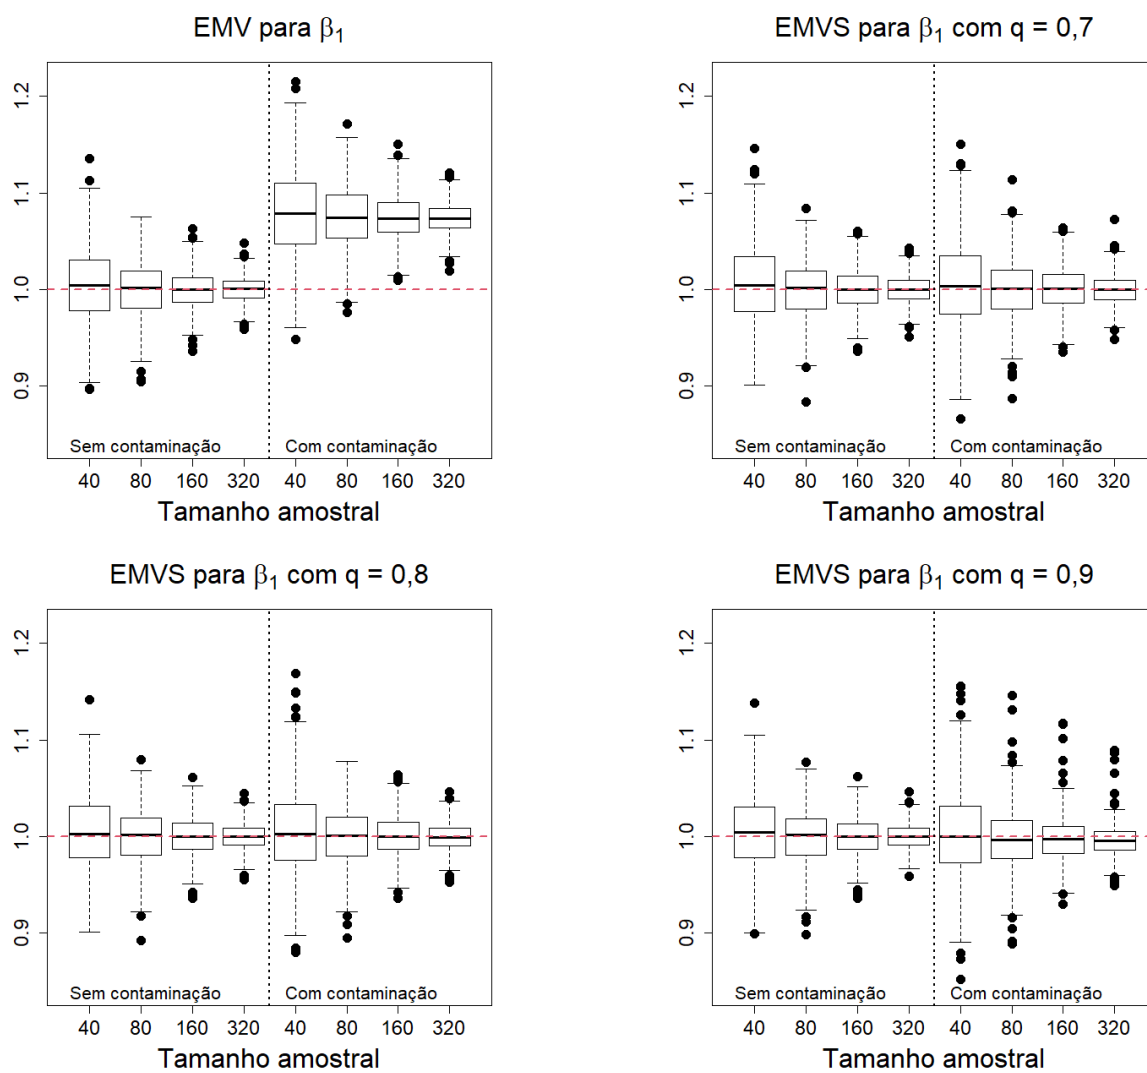 EMV para β1
1.2
1.1
1.0
0.9
Sem contaminação Com contaminação
40 80 160 320 40 80 160 320
Tamanho amostral
EMVS para β1 com q = 0,7
1.2
1.1
1.0
0.9
Sem contaminação Com contaminação
40 80 160 320 40 80 160 320
Tamanho amostral
EMVS para β1 com q = 0,8
1.2
1.1
1.0
0.9
Sem contaminação Com contaminação
40 80 160 320 40 80 160 320
Tamanho amostral
EMVS para β1 com q = 0,9
1.2
1.1
1.0
0.9
Sem contaminação Com contaminação
40 80 160 320 40 80 160 320
Tamanho amostral